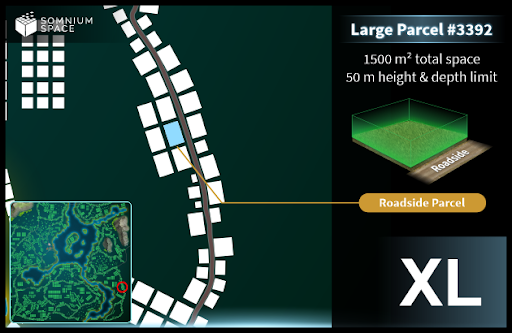 SOMNIUM
SPACE
Large Parcel #3392
1500 m² total space
50 m height & depth limit
Roadside
Roadside Parcel
XL